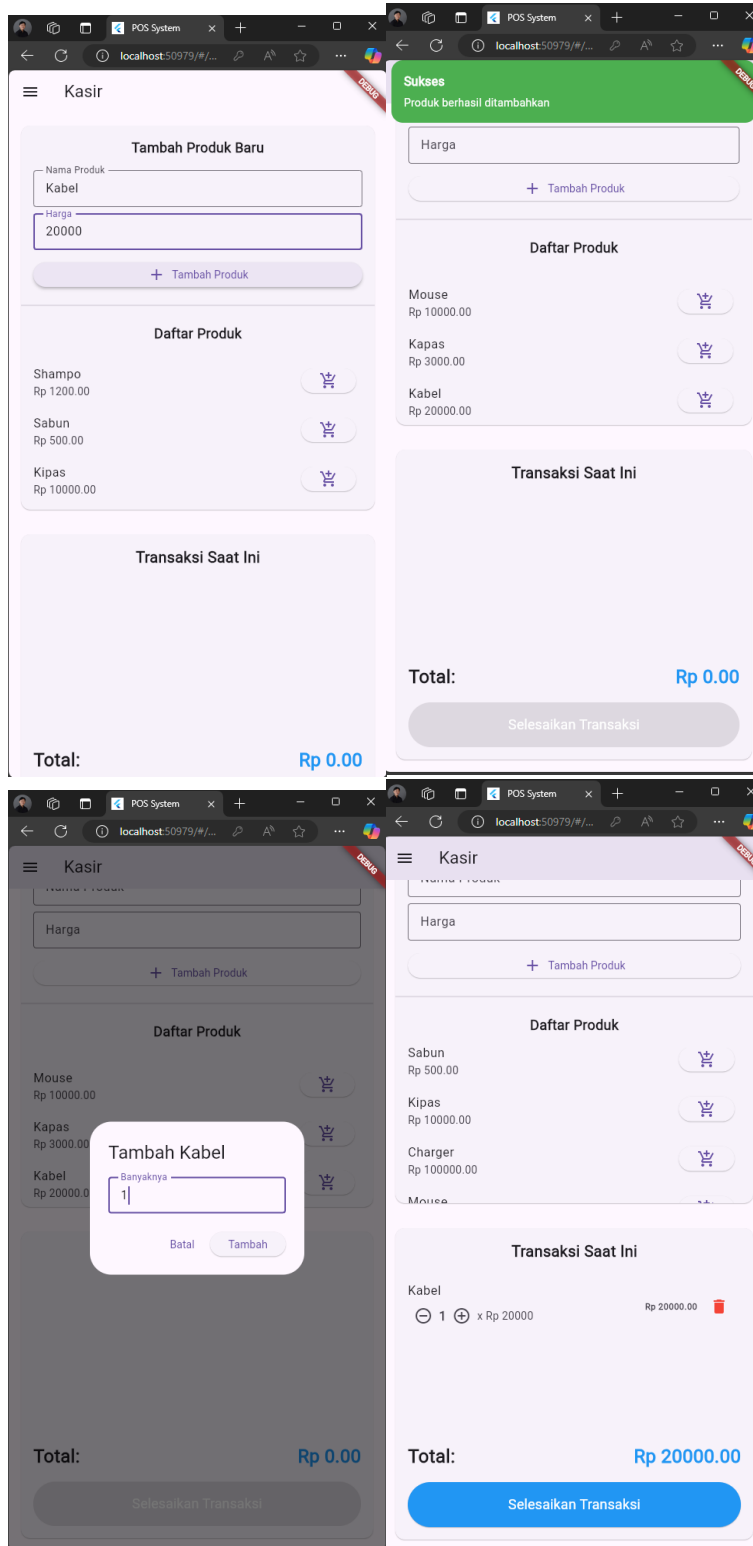 POS System
localhost:50979/#/...
DEBUG
Kasir
Tambah Produk Baru
Nama Produk
Kabel
Harga
20000
+ Tambah Produk
Daftar Produk
Shampo
Rp 1200.00
Sabun
Rp 500.00
Kipas
Rp 10000.00
Transaksi Saat Ini
Total: Rp 0.00
POS System
localhost:50979/#/...
DEBUG
Sukses
Produk berhasil ditambahkan
Harga
+ Tambah Produk
Daftar Produk
Mouse
Rp 10000.00
Kapas
Rp 3000.00
Kabel
Rp 20000.00
Transaksi Saat Ini
Total: Rp 0.00
Selesaikan Transaksi
POS System
localhost:50979/#/...
DEBUG
Kasir
Nama Produk
Harga
+ Tambah Produk
Daftar Produk
Mouse
Rp 10000.00
Kapas
Rp 3000.00
Kabel
Rp 20000.0
Tambah Kabel
Banyaknya
1
Batal Tambah
Total: Rp 0.00
Selesaikan Transaksi
POS System
localhost:50979/#/...
DEBUG
Kasir
Nama Produk
Harga
+ Tambah Produk
Daftar Produk
Sabun
Rp 500.00
Kipas
Rp 10000.00
Charger
Rp 100000.00
Mouse
Transaksi Saat Ini
Kabel
1 x Rp 20000 Rp 20000.00
Total: Rp 20000.00
Selesaikan Transaksi